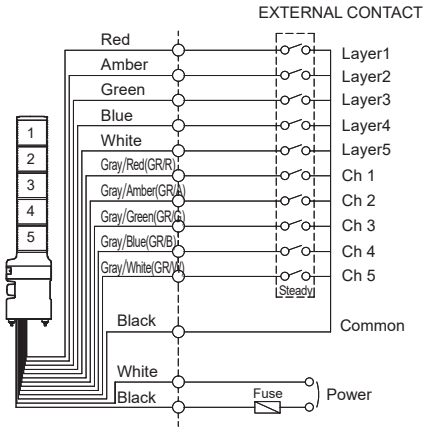 EXTERNAL CONTACT
Red
Layer1
Amber
Layer2
Green
Layer3
Blue
Layer4
White
Layer5
Gray/Red(GR/R)
Ch 1
Gray/Amber(GR/A)
Ch 2
Gray/Green(GR/G)
Ch 3
Gray/Blue(GR/B)
Ch 4
Gray/White(GR/W)
Ch 5
Steady
1
2
3
4
5
Black
Common
White
Black
Fuse
Power